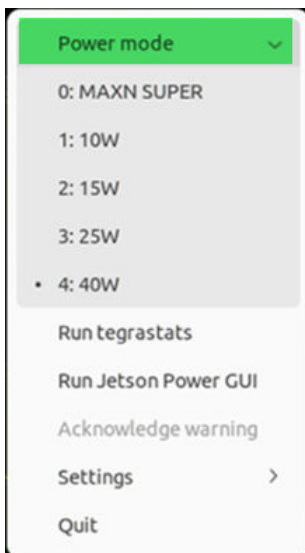 Power mode
0: MAXN SUPER
1: 10W
2: 15W
3: 25W
• 4: 40W
Run tegrastats
Run Jetson Power GUI
Acknowledge warning
Settings
Quit